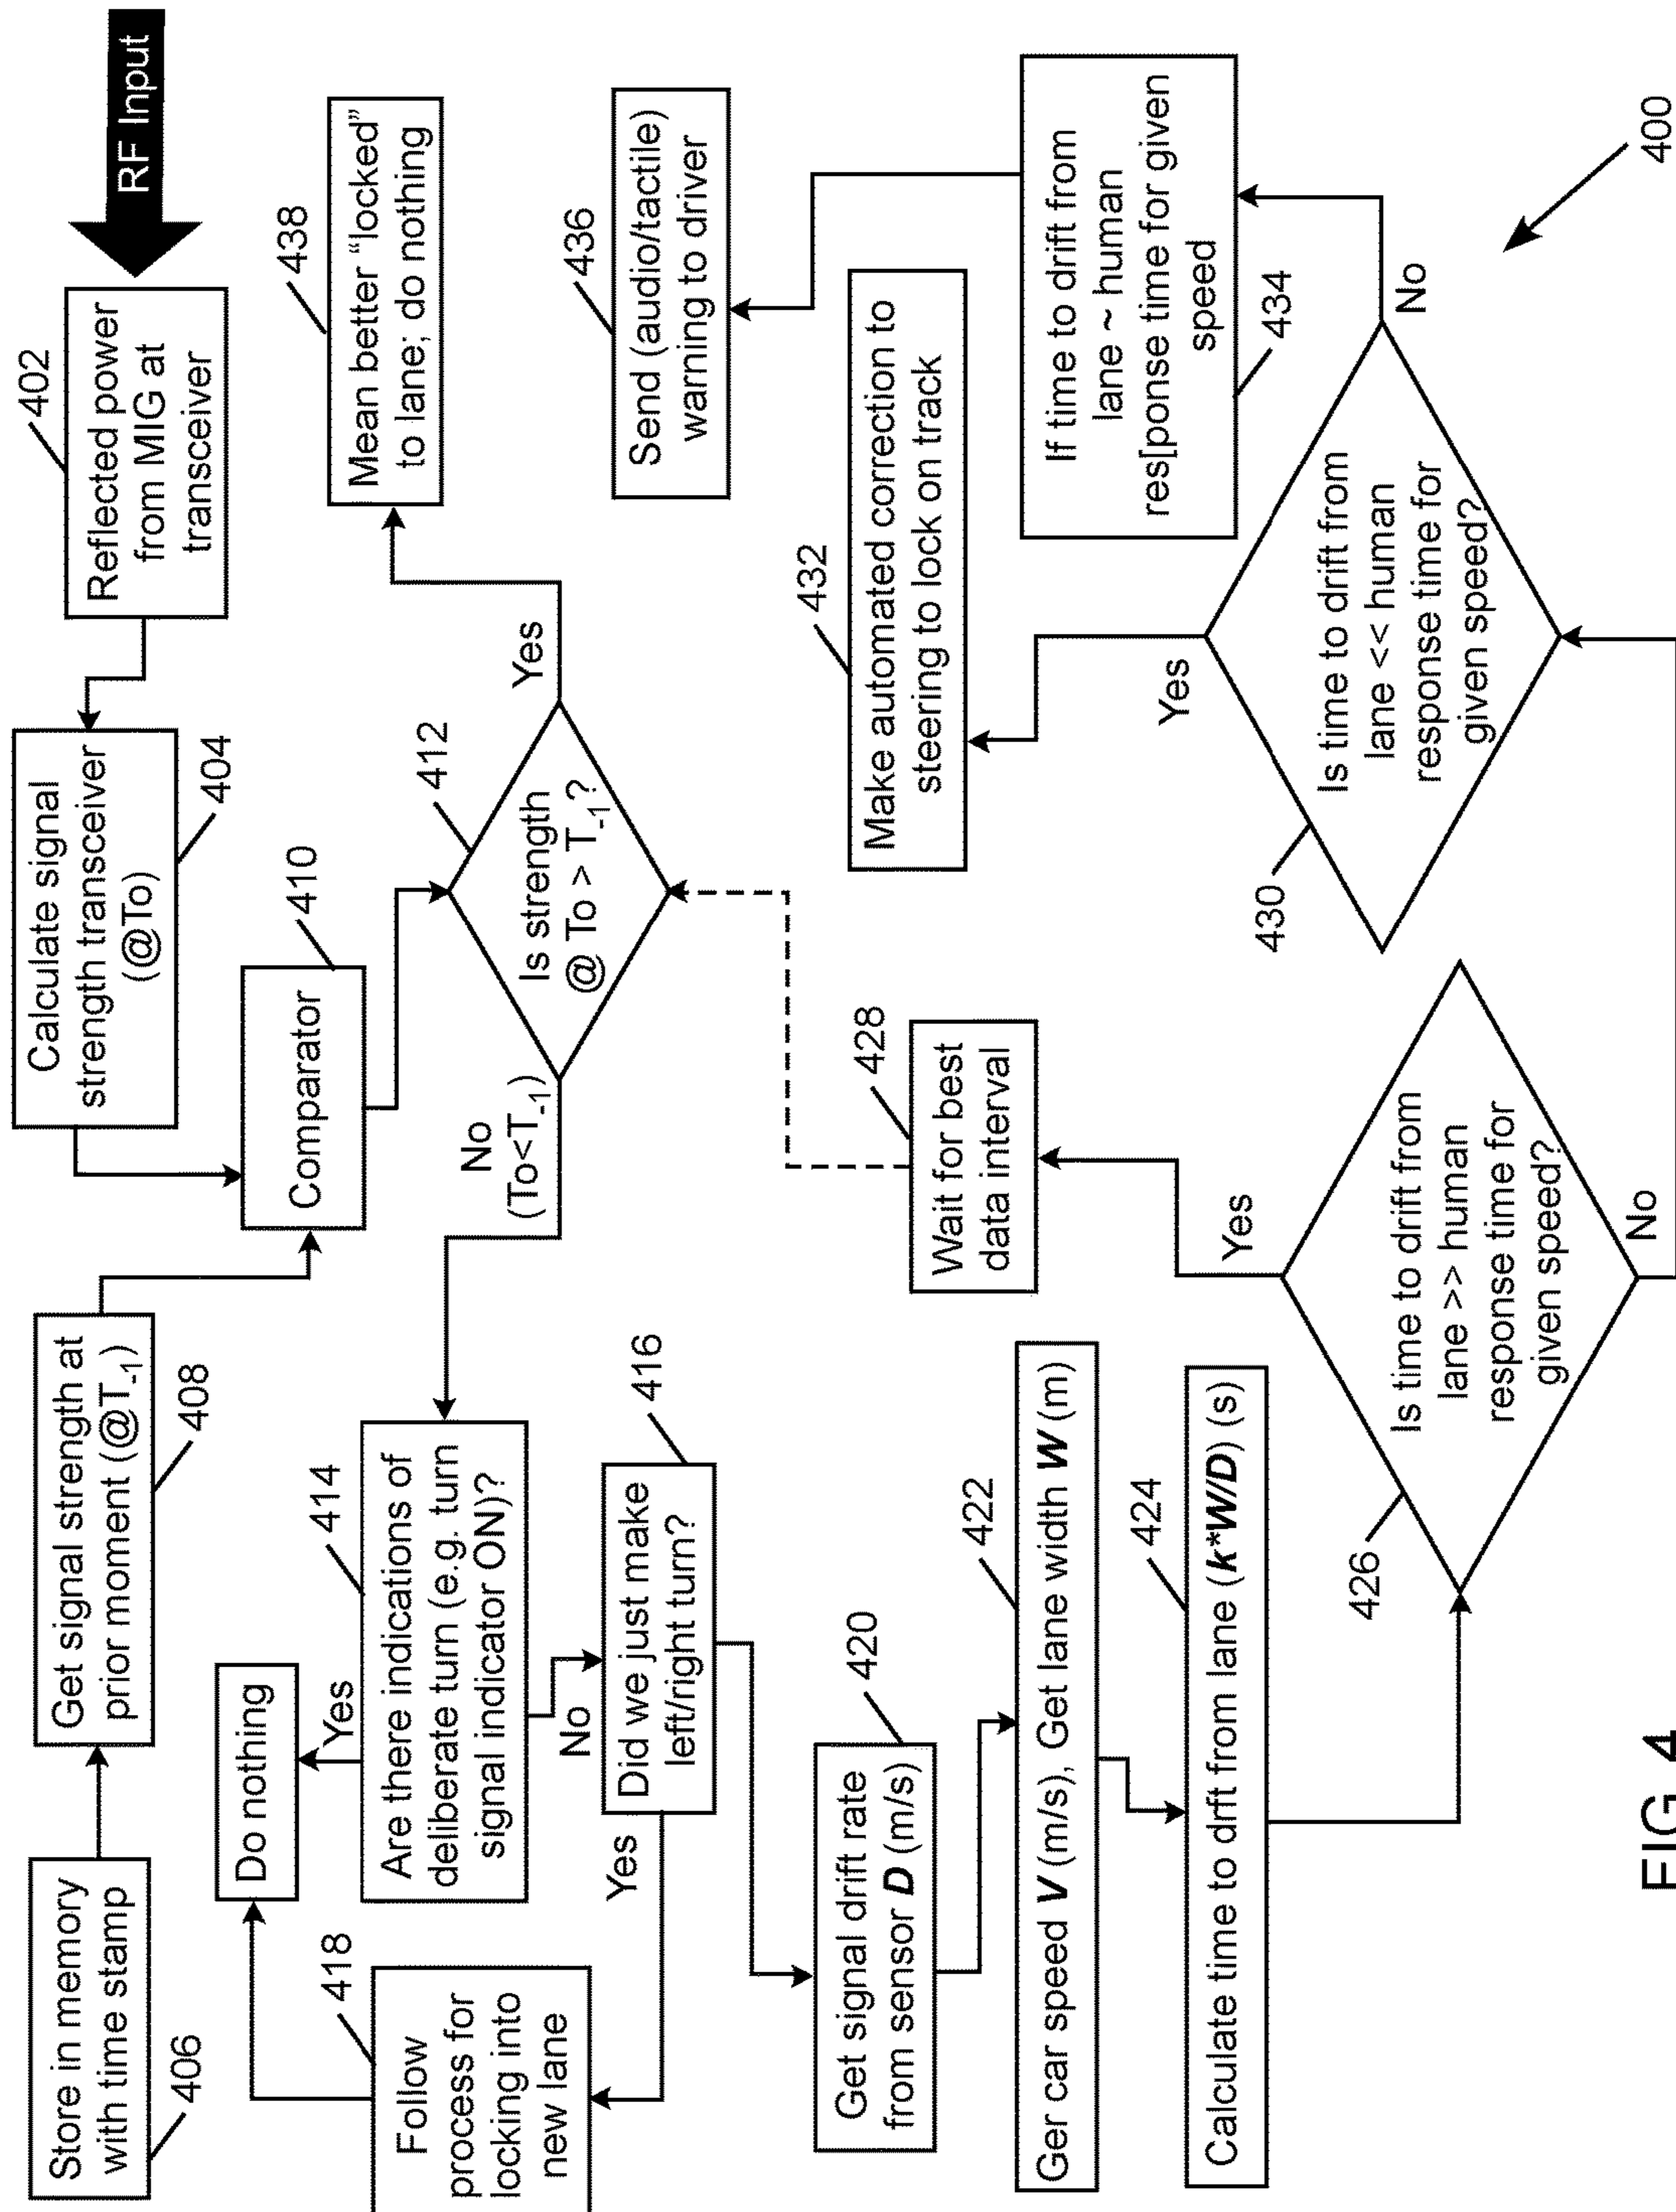 RF Input
402
Reflected power
from MIG at
transceiver
Calculate signal
strength transceiver
(@To)
404
Store in memory
with time stamp
406
Get signal strength at
prior moment (@T-1)
408
410
Comparator
412
Is strength
@ To > T-1?
Yes
438
Mean better "locked"
to lane; do nothing
No
(To<T-1)
414
Are there indications of
deliberate turn (e.g. turn
signal indicator ON)?
Yes
Do nothing
No
416
Did we just make
left/right turn?
Yes
418
Follow
process for
locking into
new lane
420
Get signal drift rate
from sensor D (m/s)
422
Ger car speed V (m/s), Get lane width W (m)
424
Calculate time to drft from lane (k*W/D) (s)
426
Is time to drift from
lane >> human
response time for
given speed?
Yes
428
Wait for best
data interval
No
430
Is time to drift from
lane << human
response time for
given speed?
Yes
432
Make automated correction to
steering to lock on track
No
If time to drift from
lane ~ human
res[ponse time for given
speed
434
436
Send (audio/tactile)
warning to driver
400
FIG. 4